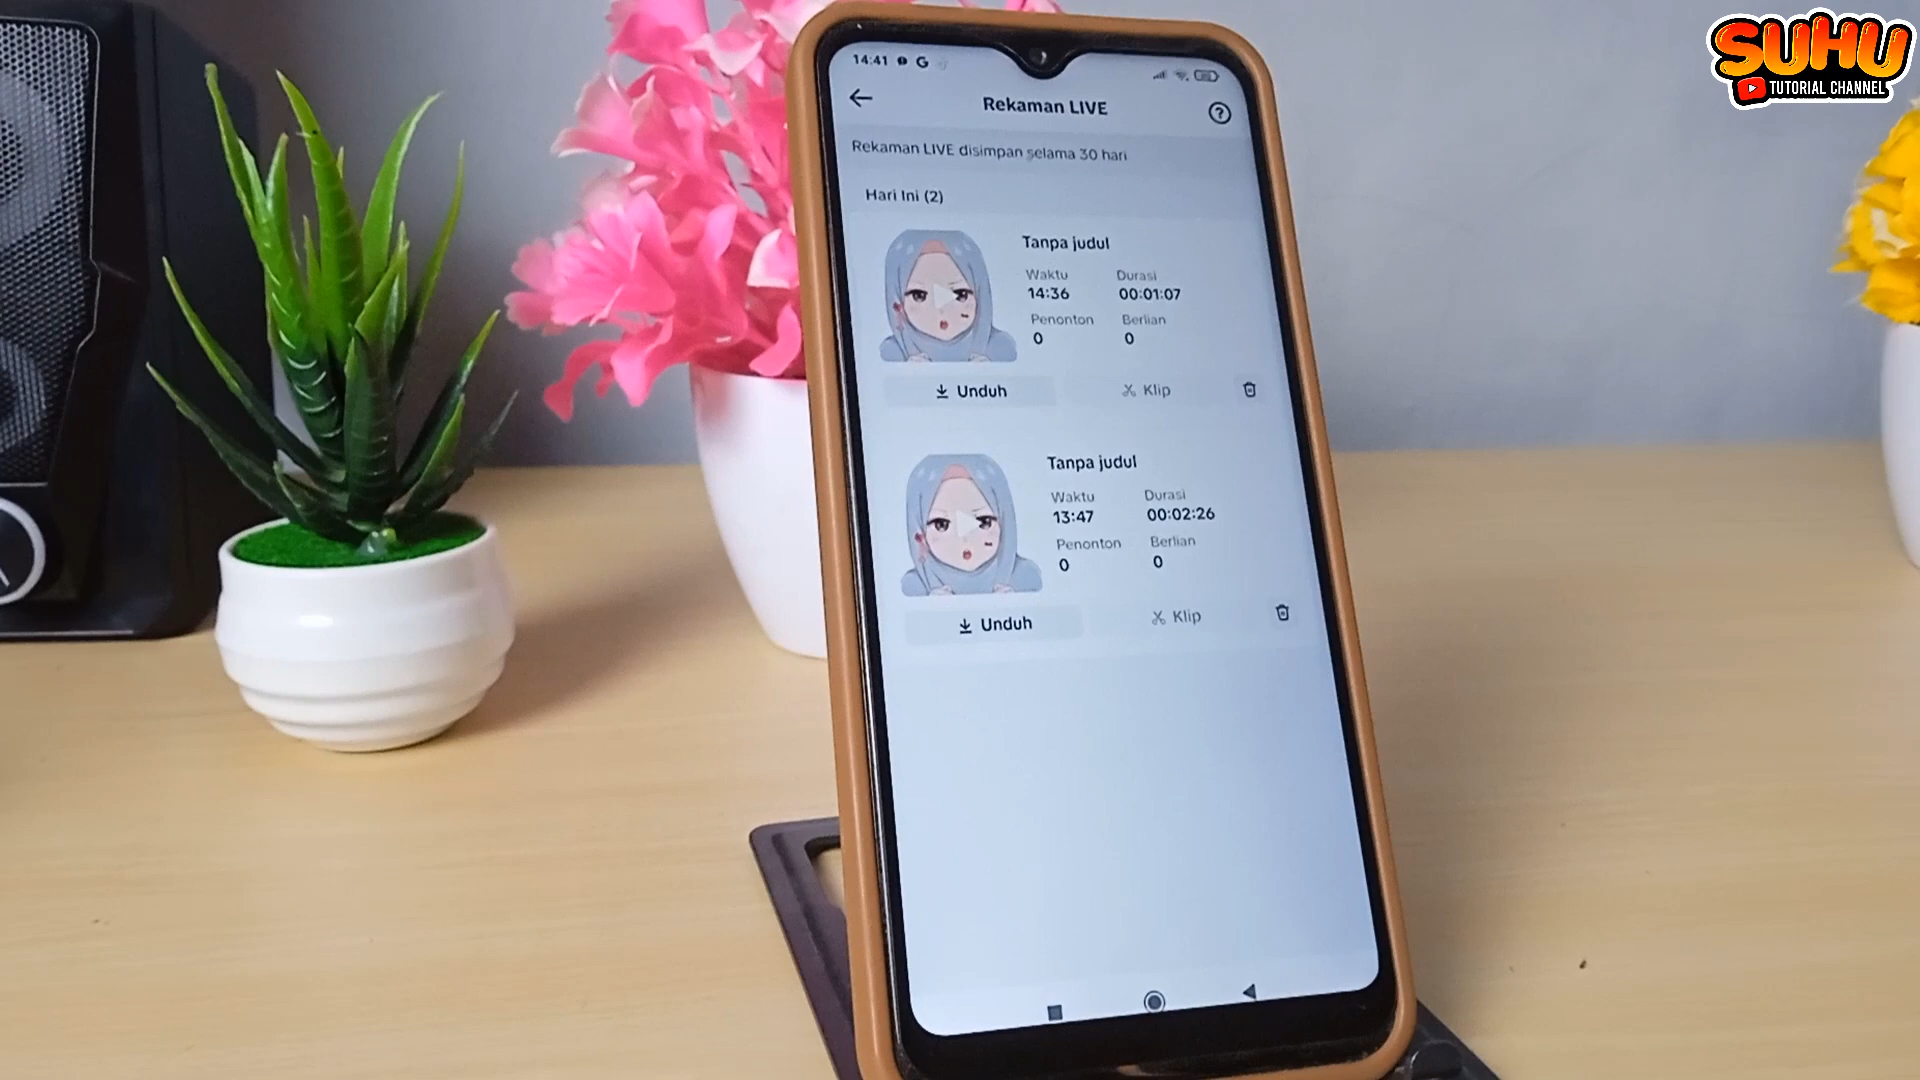 SUHU
TUTORIAL CHANNEL
14:41
Rekaman LIVE
Rekaman LIVE disimpan selama 30 hari
Hari Ini (2)
Tanpa judul
Waktu Durasi
14:36 00:01:07
Penonton Berlian
0 0
Unduh Klip
Tanpa judul
Waktu Durasi
13:47 00:02:26
Penonton Berlian
0 0
Unduh Klip